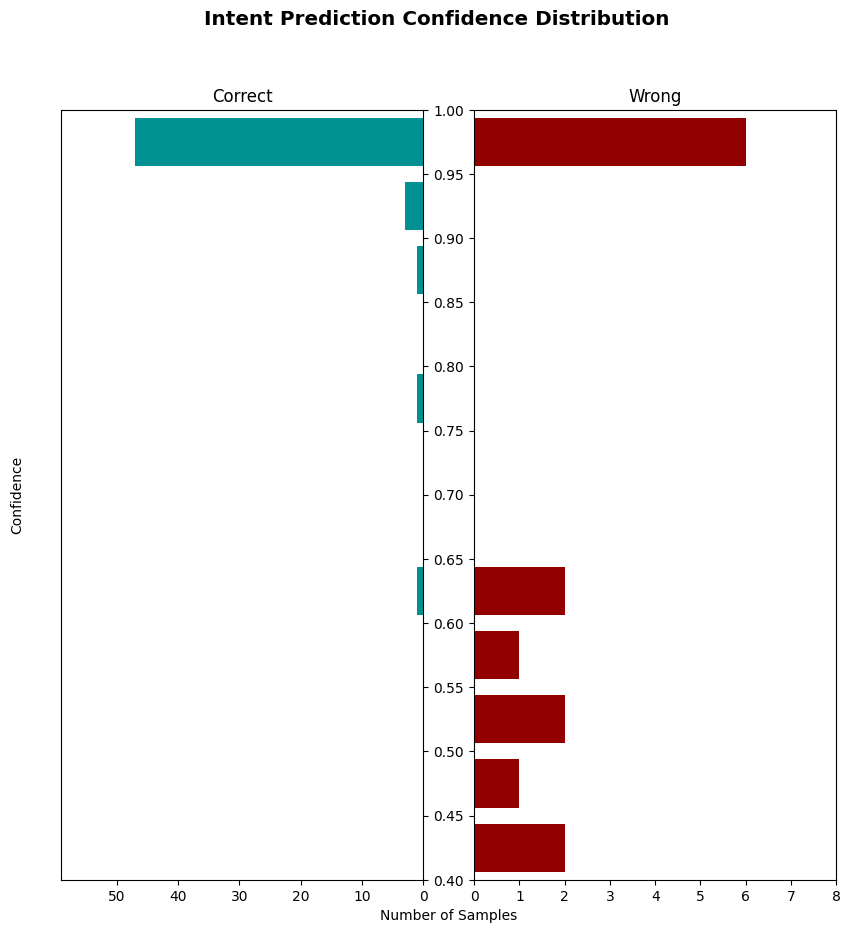 Intent Prediction Confidence Distribution
Correct
Wrong
Confidence
1.00
0.95
0.90
0.85
0.80
0.75
0.70
0.65
0.60
0.55
0.50
0.45
0.40
50 40 30 20 10 0
0 1 2 3 4 5 6 7 8
Number of Samples